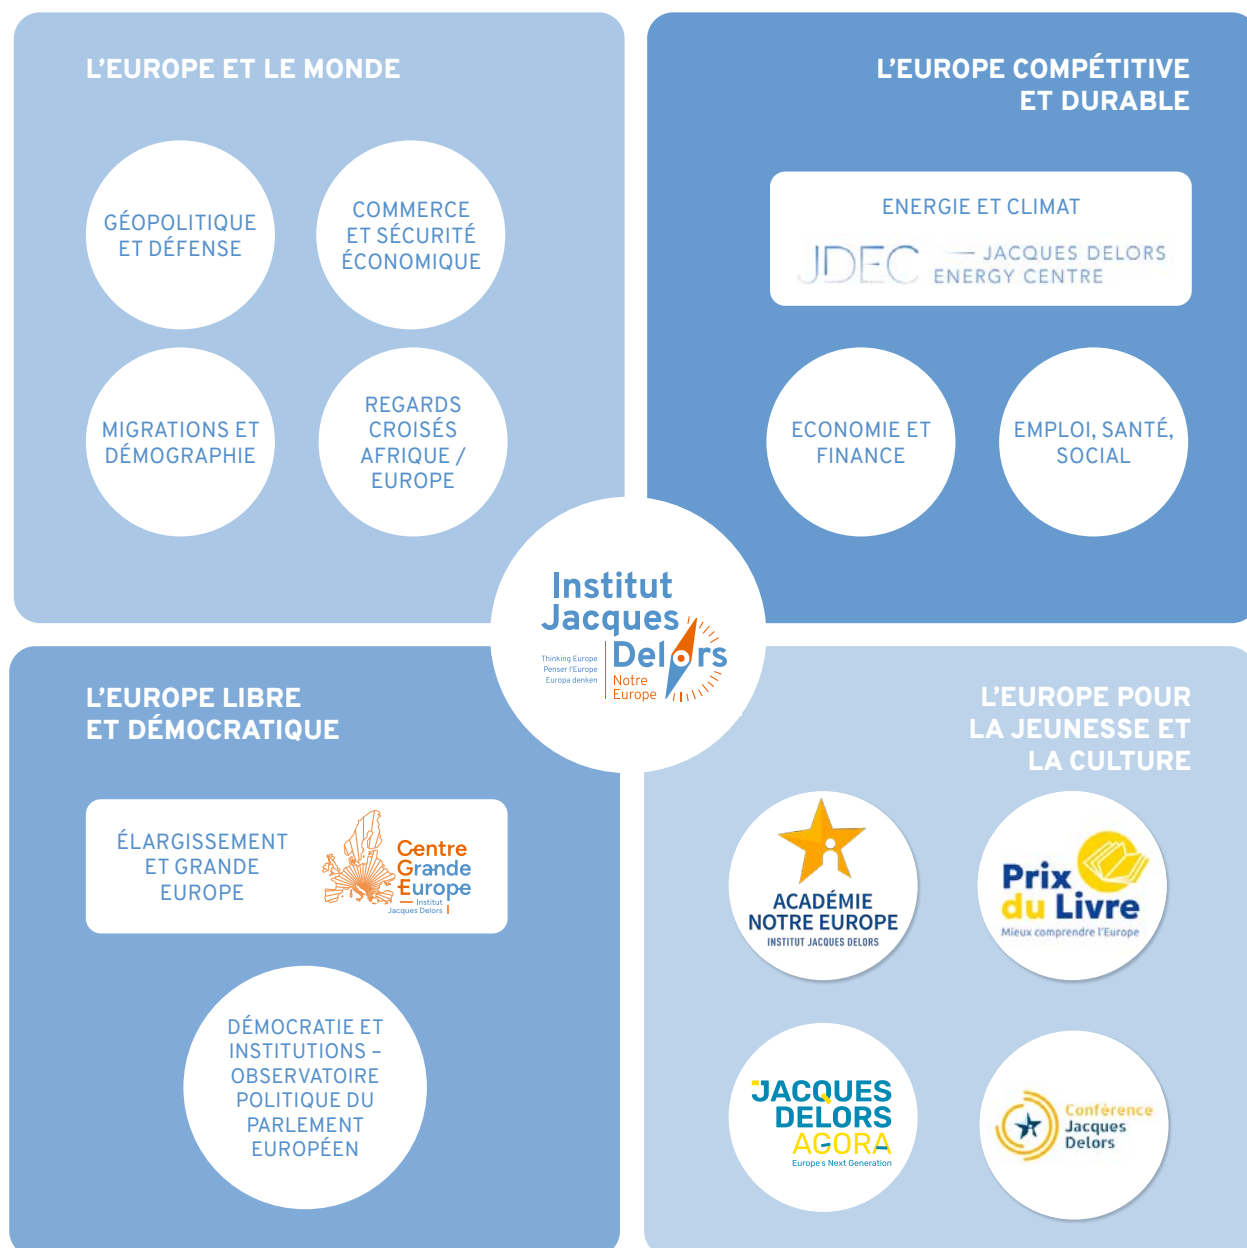 L'EUROPE ET LE MONDE
GÉOPOLITIQUE
ET DÉFENSE
COMMERCE
ET SÉCURITÉ
ÉCONOMIQUE
MIGRATIONS ET
DÉMOGRAPHIE
REGARDS
CROISÉS
AFRIQUE /
EUROPE
L'EUROPE COMPÉTITIVE
ET DURABLE
ENERGIE ET CLIMAT
JDEC — JACQUES DELORS
ENERGY CENTRE
ECONOMIE ET
FINANCE
EMPLOI, SANTÉ,
SOCIAL
Institut
Jacques
Delors
Thinking Europe
Penser l'Europe
Europa denken
Notre
Europe
L'EUROPE LIBRE
ET DÉMOCRATIQUE
ÉLARGISSEMENT
ET GRANDE
EUROPE
Centre
Grande
Europe
Institut
Jacques Delors
DÉMOCRATIE ET
INSTITUTIONS –
OBSERVATOIRE
POLITIQUE DU
PARLEMENT
EUROPÉEN
L'EUROPE POUR
LA JEUNESSE ET
LA CULTURE
ACADÉMIE
NOTRE EUROPE
INSTITUT JACQUES DELORS
Prix
du Livre
Mieux comprendre l'Europe
JACQUES
DELORS
AGORA
Europe's Next Generation
Conférence
Jacques
Delors